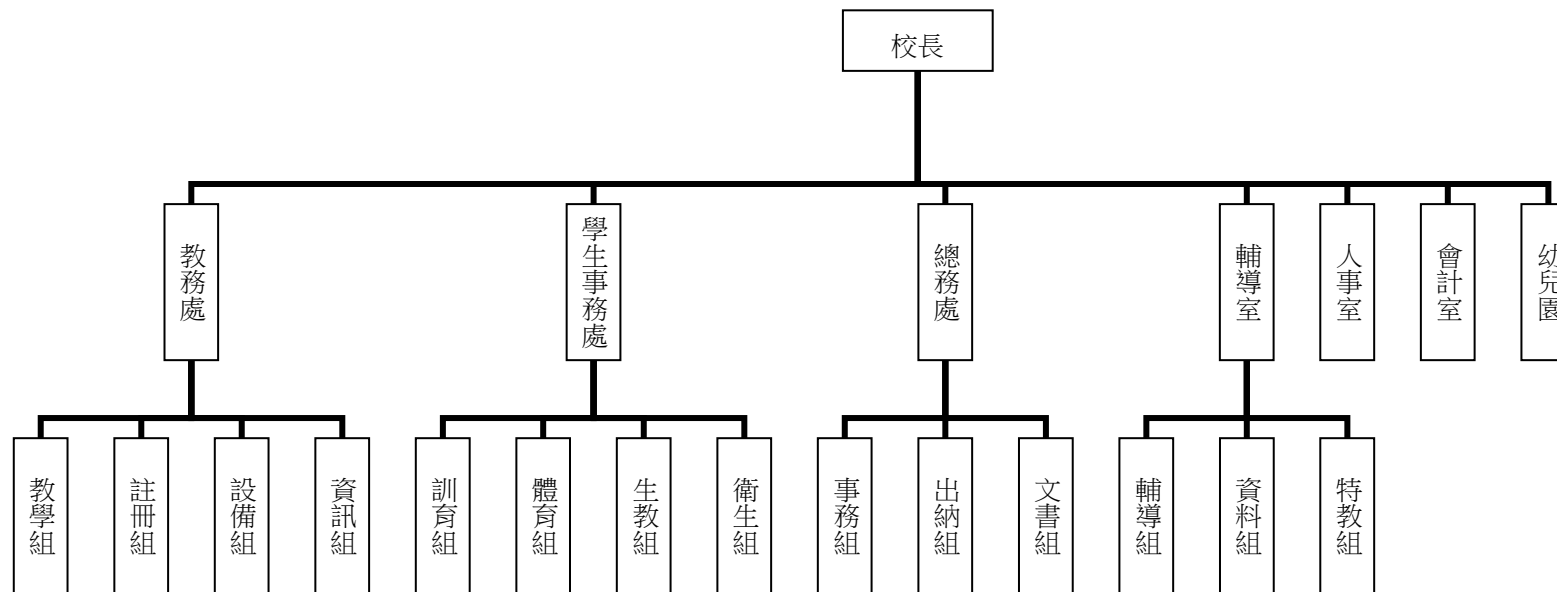 校長
教務處
學生事務處
總務處
輔導室
人事室
會計室
幼兒園
教學組
註冊組
設備組
資訊組
訓育組
體育組
生教組
衛生組
事務組
出納組
文書組
輔導組
資料組
特教組